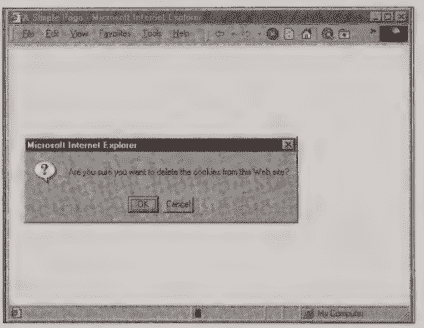 A Simple Page - Microsoft Internet Explorer
File Edit View Favorites Tools Help
Microsoft Internet Explorer
Are you sure you want to delete the cookies from this Web site?
OK Cancel
My Computer